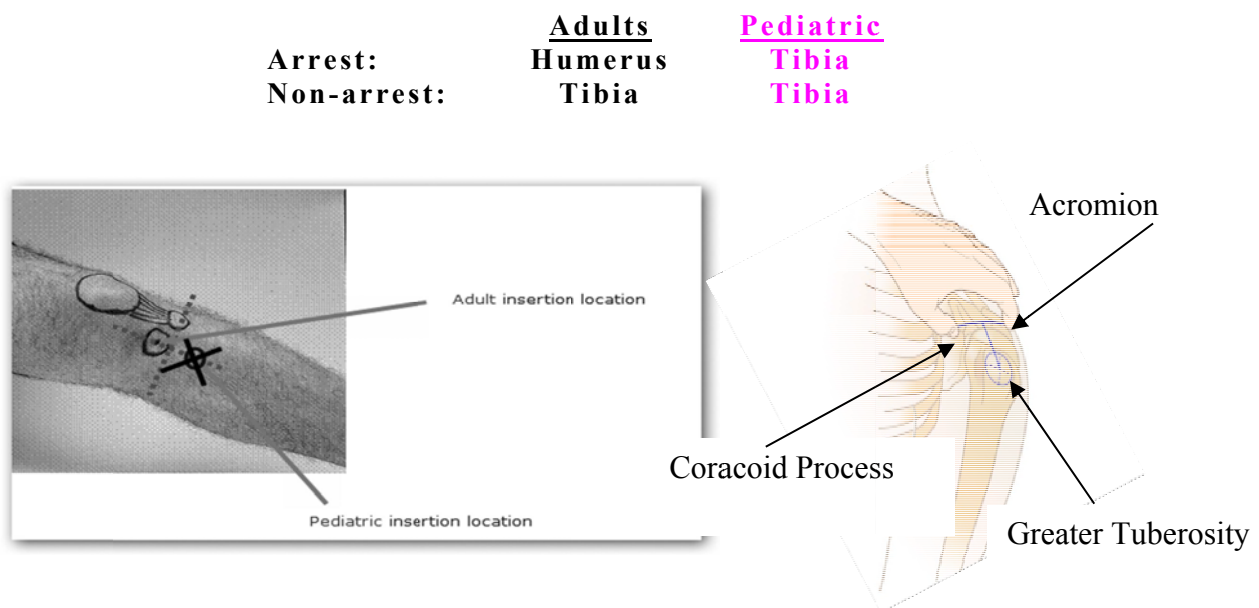 Adults Pediatric
Arrest: Humerus Tibia
Non-arrest: Tibia Tibia
Acromion
Adult insertion location
Coracoid Process
Pediatric insertion location
Greater Tuberosity